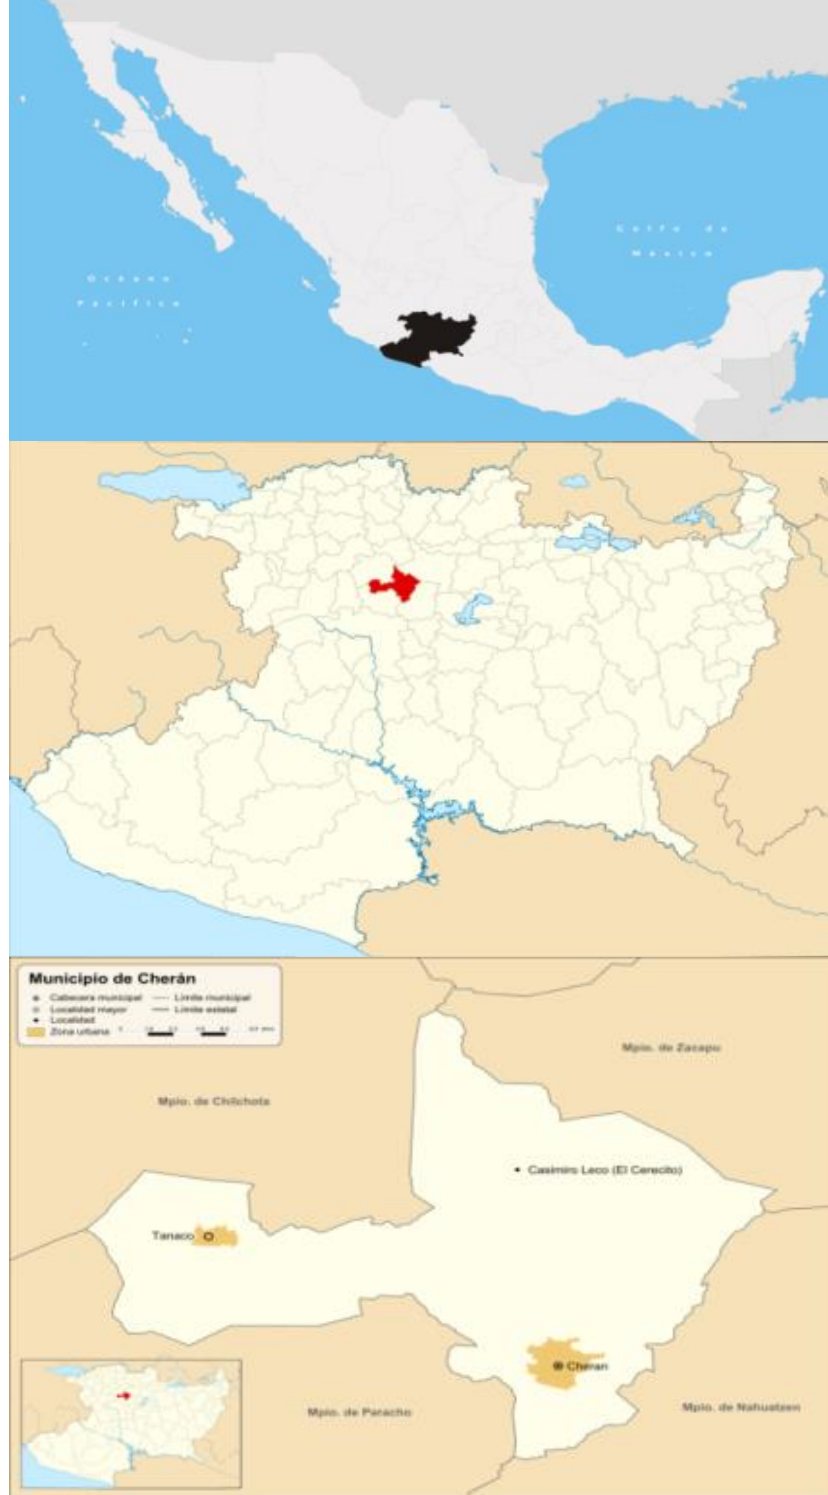 Océano
Pacífico
Golfo de
México
Municipio de Cherán
Cabecera municipal
Límite municipal
Localidad mayor
Límite estatal
Localidad
Zona urbana
Mpio. de Zacapu
Mpio. de Chilchota
Casimiro Leco (El Cerecito)
Tanaco
Cheran
Mpio. de Paracho
Mpio. de Nahuatzen